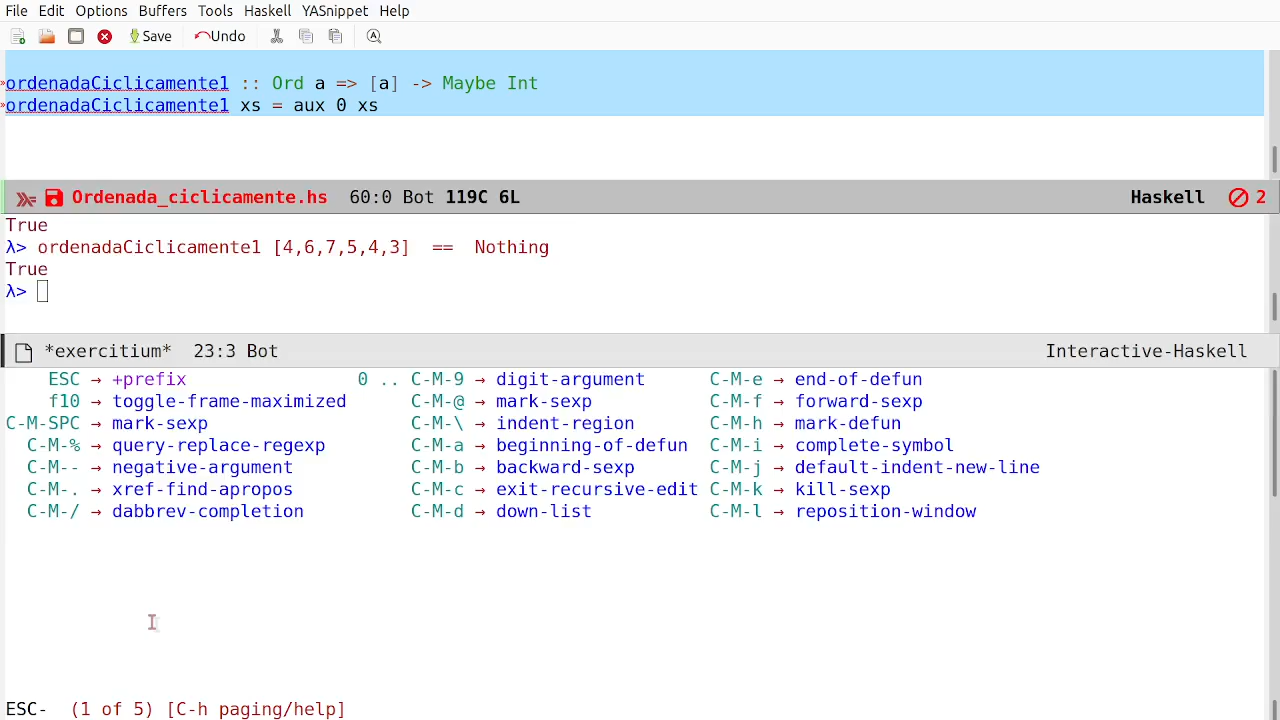 File Edit Options Buffers Tools Haskell YASnippet Help
Save Undo
ordenadaCiclicamente1 :: Ord a => [a] -> Maybe Int
ordenadaCiclicamente1 xs = aux 0 xs
Ordenada_ciclicamente.hs 60:0 Bot 119C 6L Haskell 2
True
λ> ordenadaCiclicamente1 [4,6,7,5,4,3] == Nothing
True
λ>
*exercitium* 23:3 Bot Interactive-Haskell
ESC → +prefix 0 .. C-M-9 → digit-argument C-M-e → end-of-defun
f10 → toggle-frame-maximized C-M-@ → mark-sexp C-M-f → forward-sexp
C-M-SPC → mark-sexp C-M-\ → indent-region C-M-h → mark-defun
C-M-% → query-replace-regexp C-M-a → beginning-of-defun C-M-i → complete-symbol
C-M-- → negative-argument C-M-b → backward-sexp C-M-j → default-indent-new-line
C-M-. → xref-find-apropos C-M-c → exit-recursive-edit C-M-k → kill-sexp
C-M-/ → dabbrev-completion C-M-d → down-list C-M-l → reposition-window
ESC- (1 of 5) [C-h paging/help]